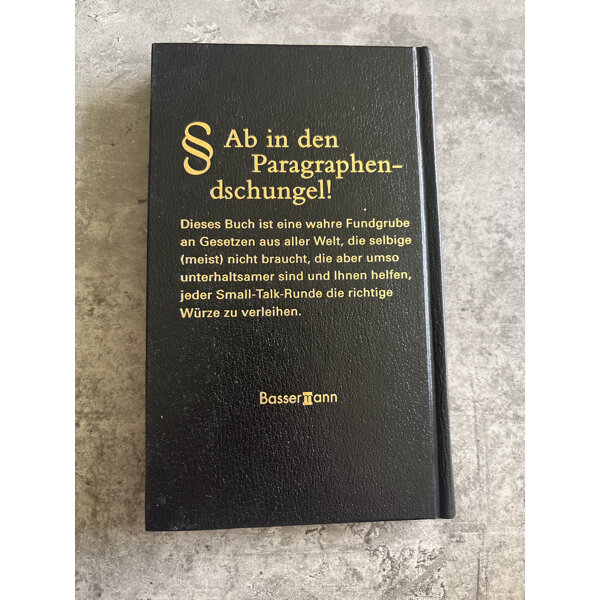 § Ab in den
Paragraphen-
dschungel!
Dieses Buch ist eine wahre Fundgrube
an Gesetzen aus aller Welt, die selbige
(meist) nicht braucht, die aber umso
unterhaltsamer sind und Ihnen helfen,
jeder Small-Talk-Runde die richtige
Würze zu verleihen.
Bassermann